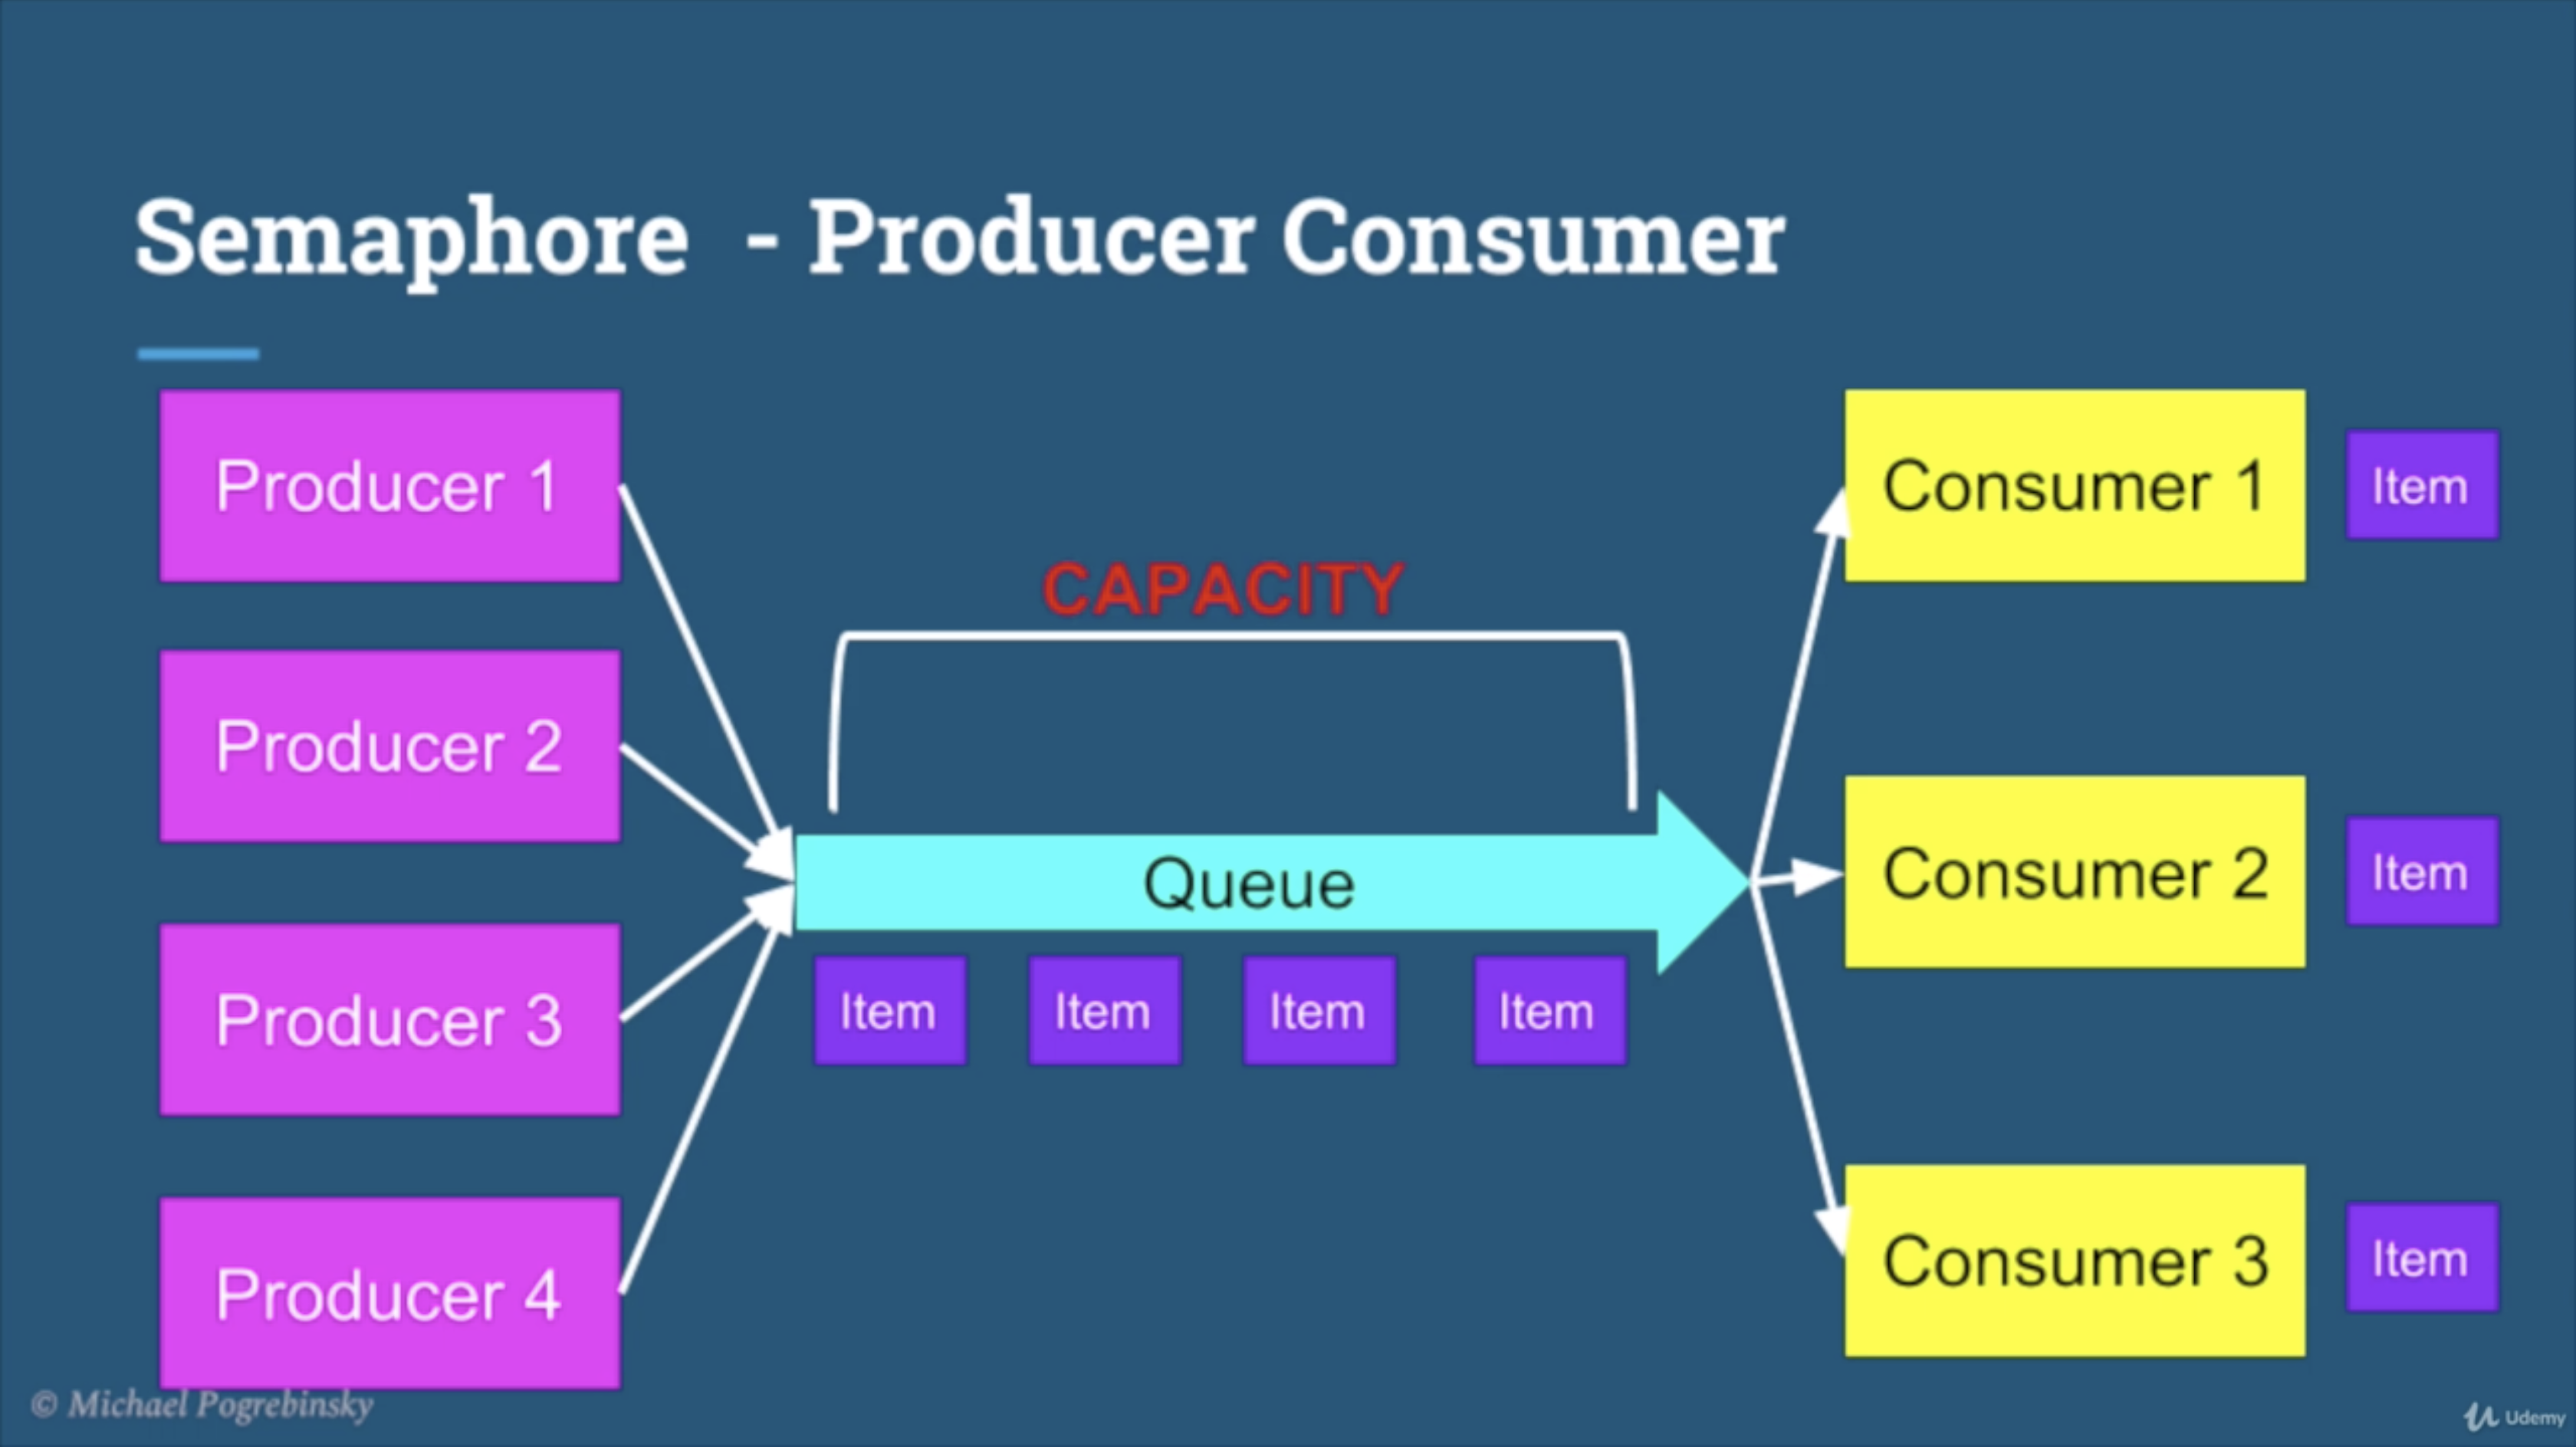 Semaphore - Producer Consumer
Producer 1
Producer 2
Producer 3
Producer 4
CAPACITY
Queue
Item Item Item Item
Consumer 1 Item
Consumer 2 Item
Consumer 3 Item
© Michael Pogrebinsky
Udemy